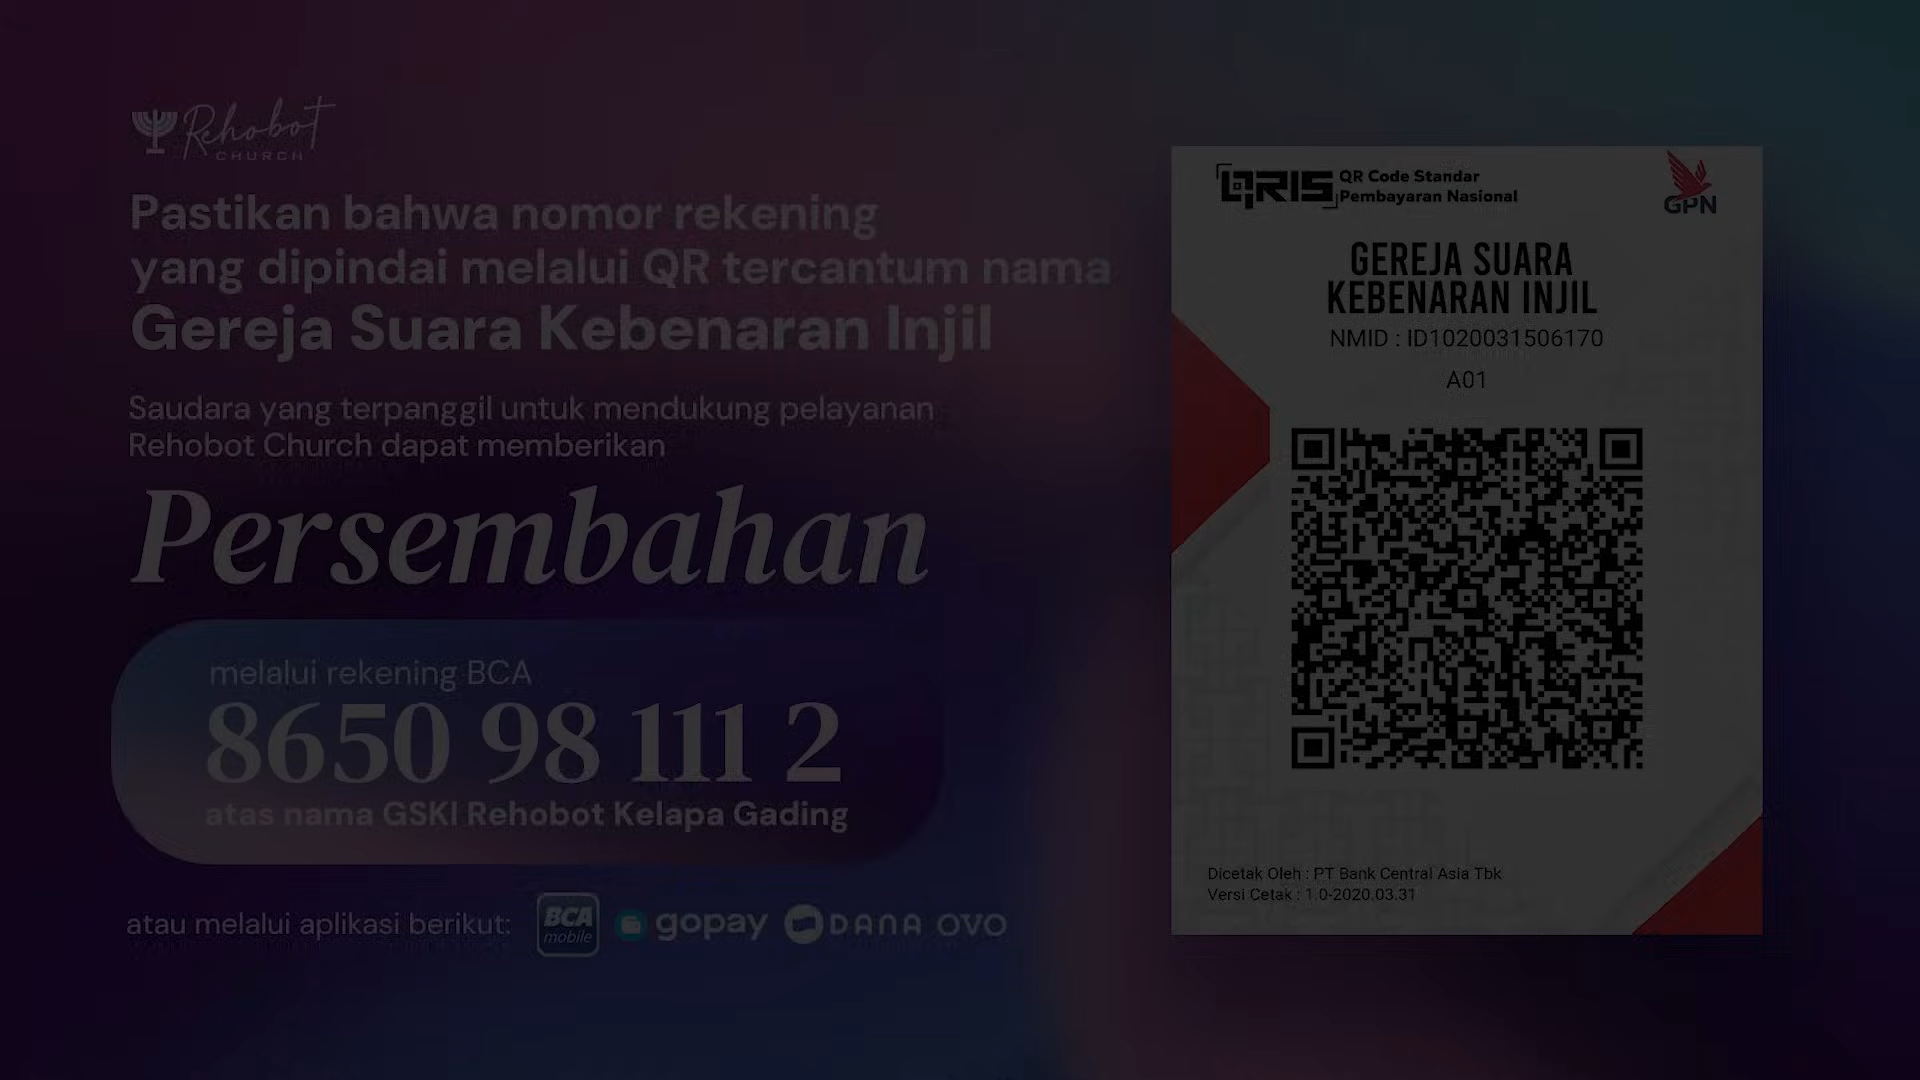 Rehobot
CHURCH
Pastikan bahwa nomor rekening
yang dipindai melalui QR tercantum nama
Gereja Suara Kebenaran Injil
Saudara yang terpanggil untuk mendukung pelayanan
Rehobot Church dapat memberikan
Persembahan
melalui rekening BCA
8650 98 111 2
atas nama GSKI Rehobot Kelapa Gading
atau melalui aplikasi berikut: BCA mobile gopay DANA OVO
QRIS QR Code Standar
Pembayaran Nasional
GPN
GEREJA SUARA
KEBENARAN INJIL
NMID : ID1020031506170
A01
Dicetak Oleh : PT Bank Central Asia Tbk
Versi Cetak : 1.0-2020.03.31